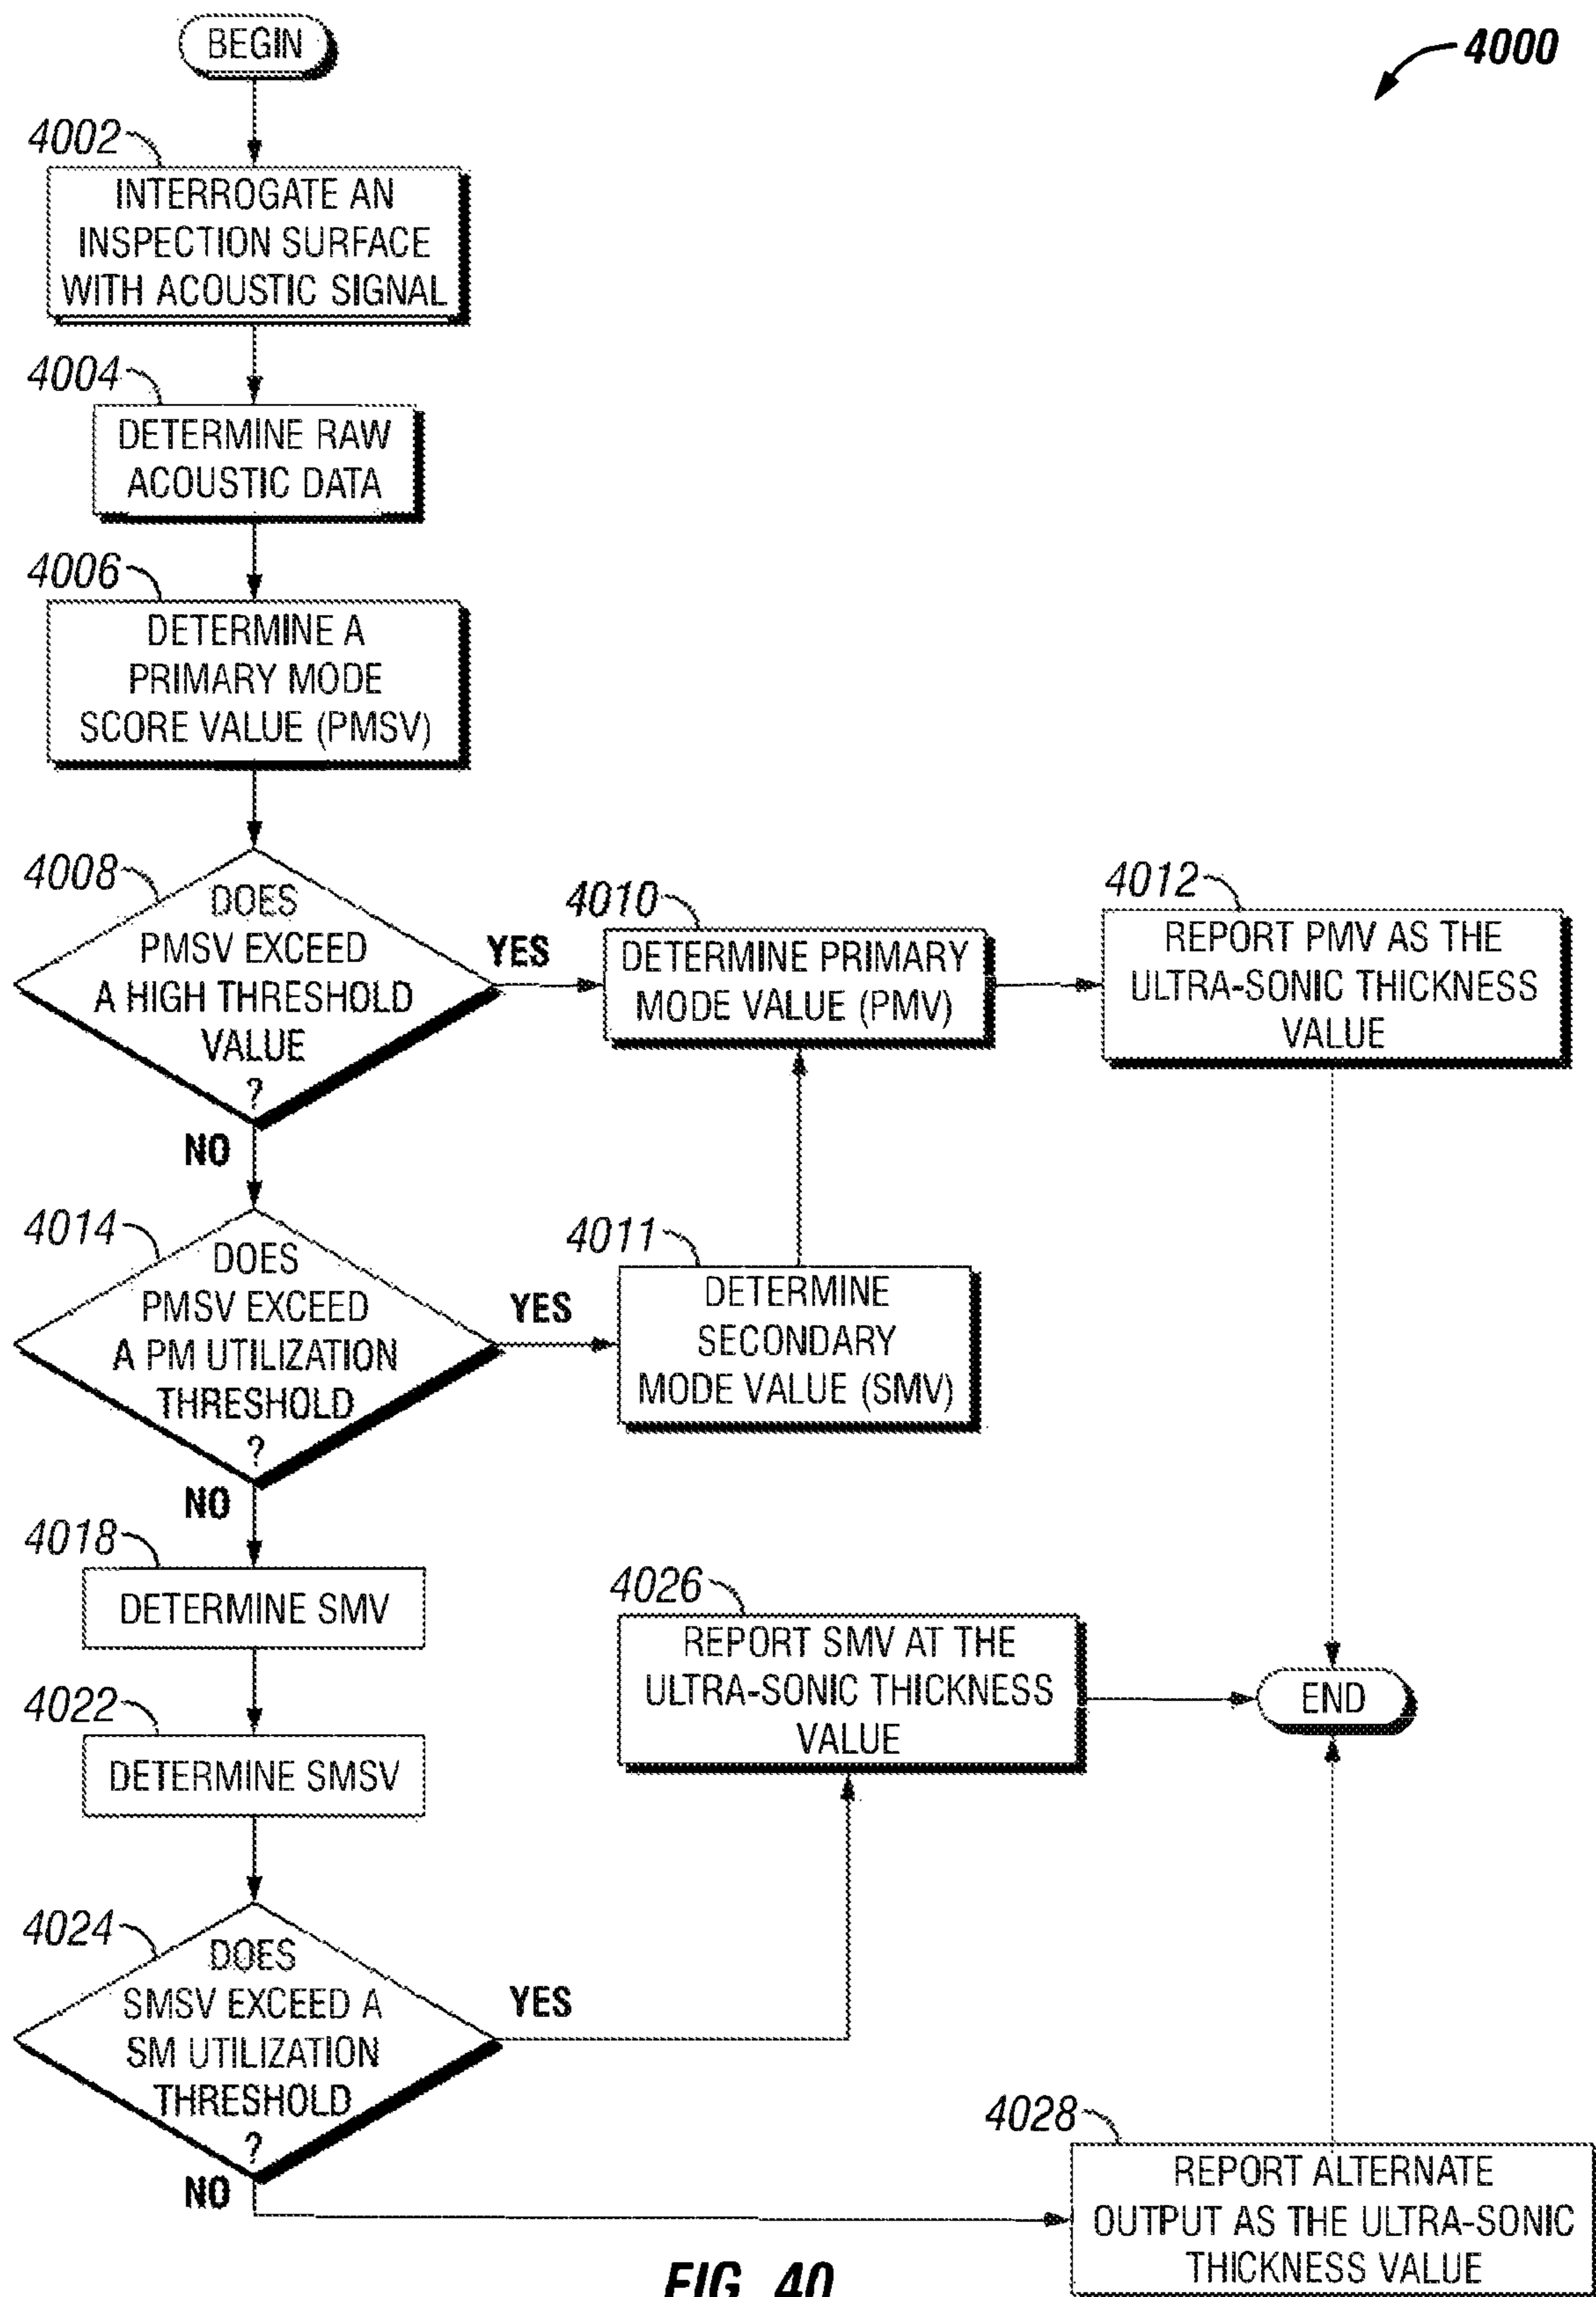 BEGIN
4000
4002
INTERROGATE AN
INSPECTION SURFACE
WITH ACOUSTIC SIGNAL
4004
DETERMINE RAW
ACOUSTIC DATA
4006
DETERMINE A
PRIMARY MODE
SCORE VALUE (PMSV)
4008
DOES
PMSV EXCEED
A HIGH THRESHOLD
VALUE
?
YES
NO
4010
DETERMINE PRIMARY
MODE VALUE (PMV)
4012
REPORT PMV AS THE
ULTRA-SONIC THICKNESS
VALUE
4014
DOES
PMSV EXCEED
A PM UTILIZATION
THRESHOLD
?
YES
NO
4011
DETERMINE
SECONDARY
MODE VALUE (SMV)
4018
DETERMINE SMV
4022
DETERMINE SMSV
4024
DOES
SMSV EXCEED A
SM UTILIZATION
THRESHOLD
?
YES
NO
4026
REPORT SMV AT THE
ULTRA-SONIC THICKNESS
VALUE
END
4028
REPORT ALTERNATE
OUTPUT AS THE ULTRA-SONIC
THICKNESS VALUE
FIG. 40